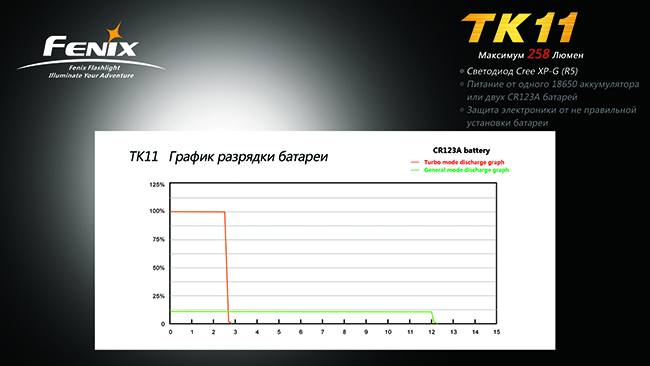 FENIX
Fenix Flashlight
Illuminate Your Adventure
TK11
Максимум 258 Люмен
Светодиод Cree XP-G (R5)
Питание от одного 18650 аккумулятора
или двух CR123A батарей
Защита электроники от не правильной
установки батареи
TK11 График разрядки батареи
CR123A battery
Turbo mode discharge graph
General mode discharge graph
125%
100%
75%
50%
25%
0
0 1 2 3 4 5 6 7 8 9 10 11 12 13 14 15